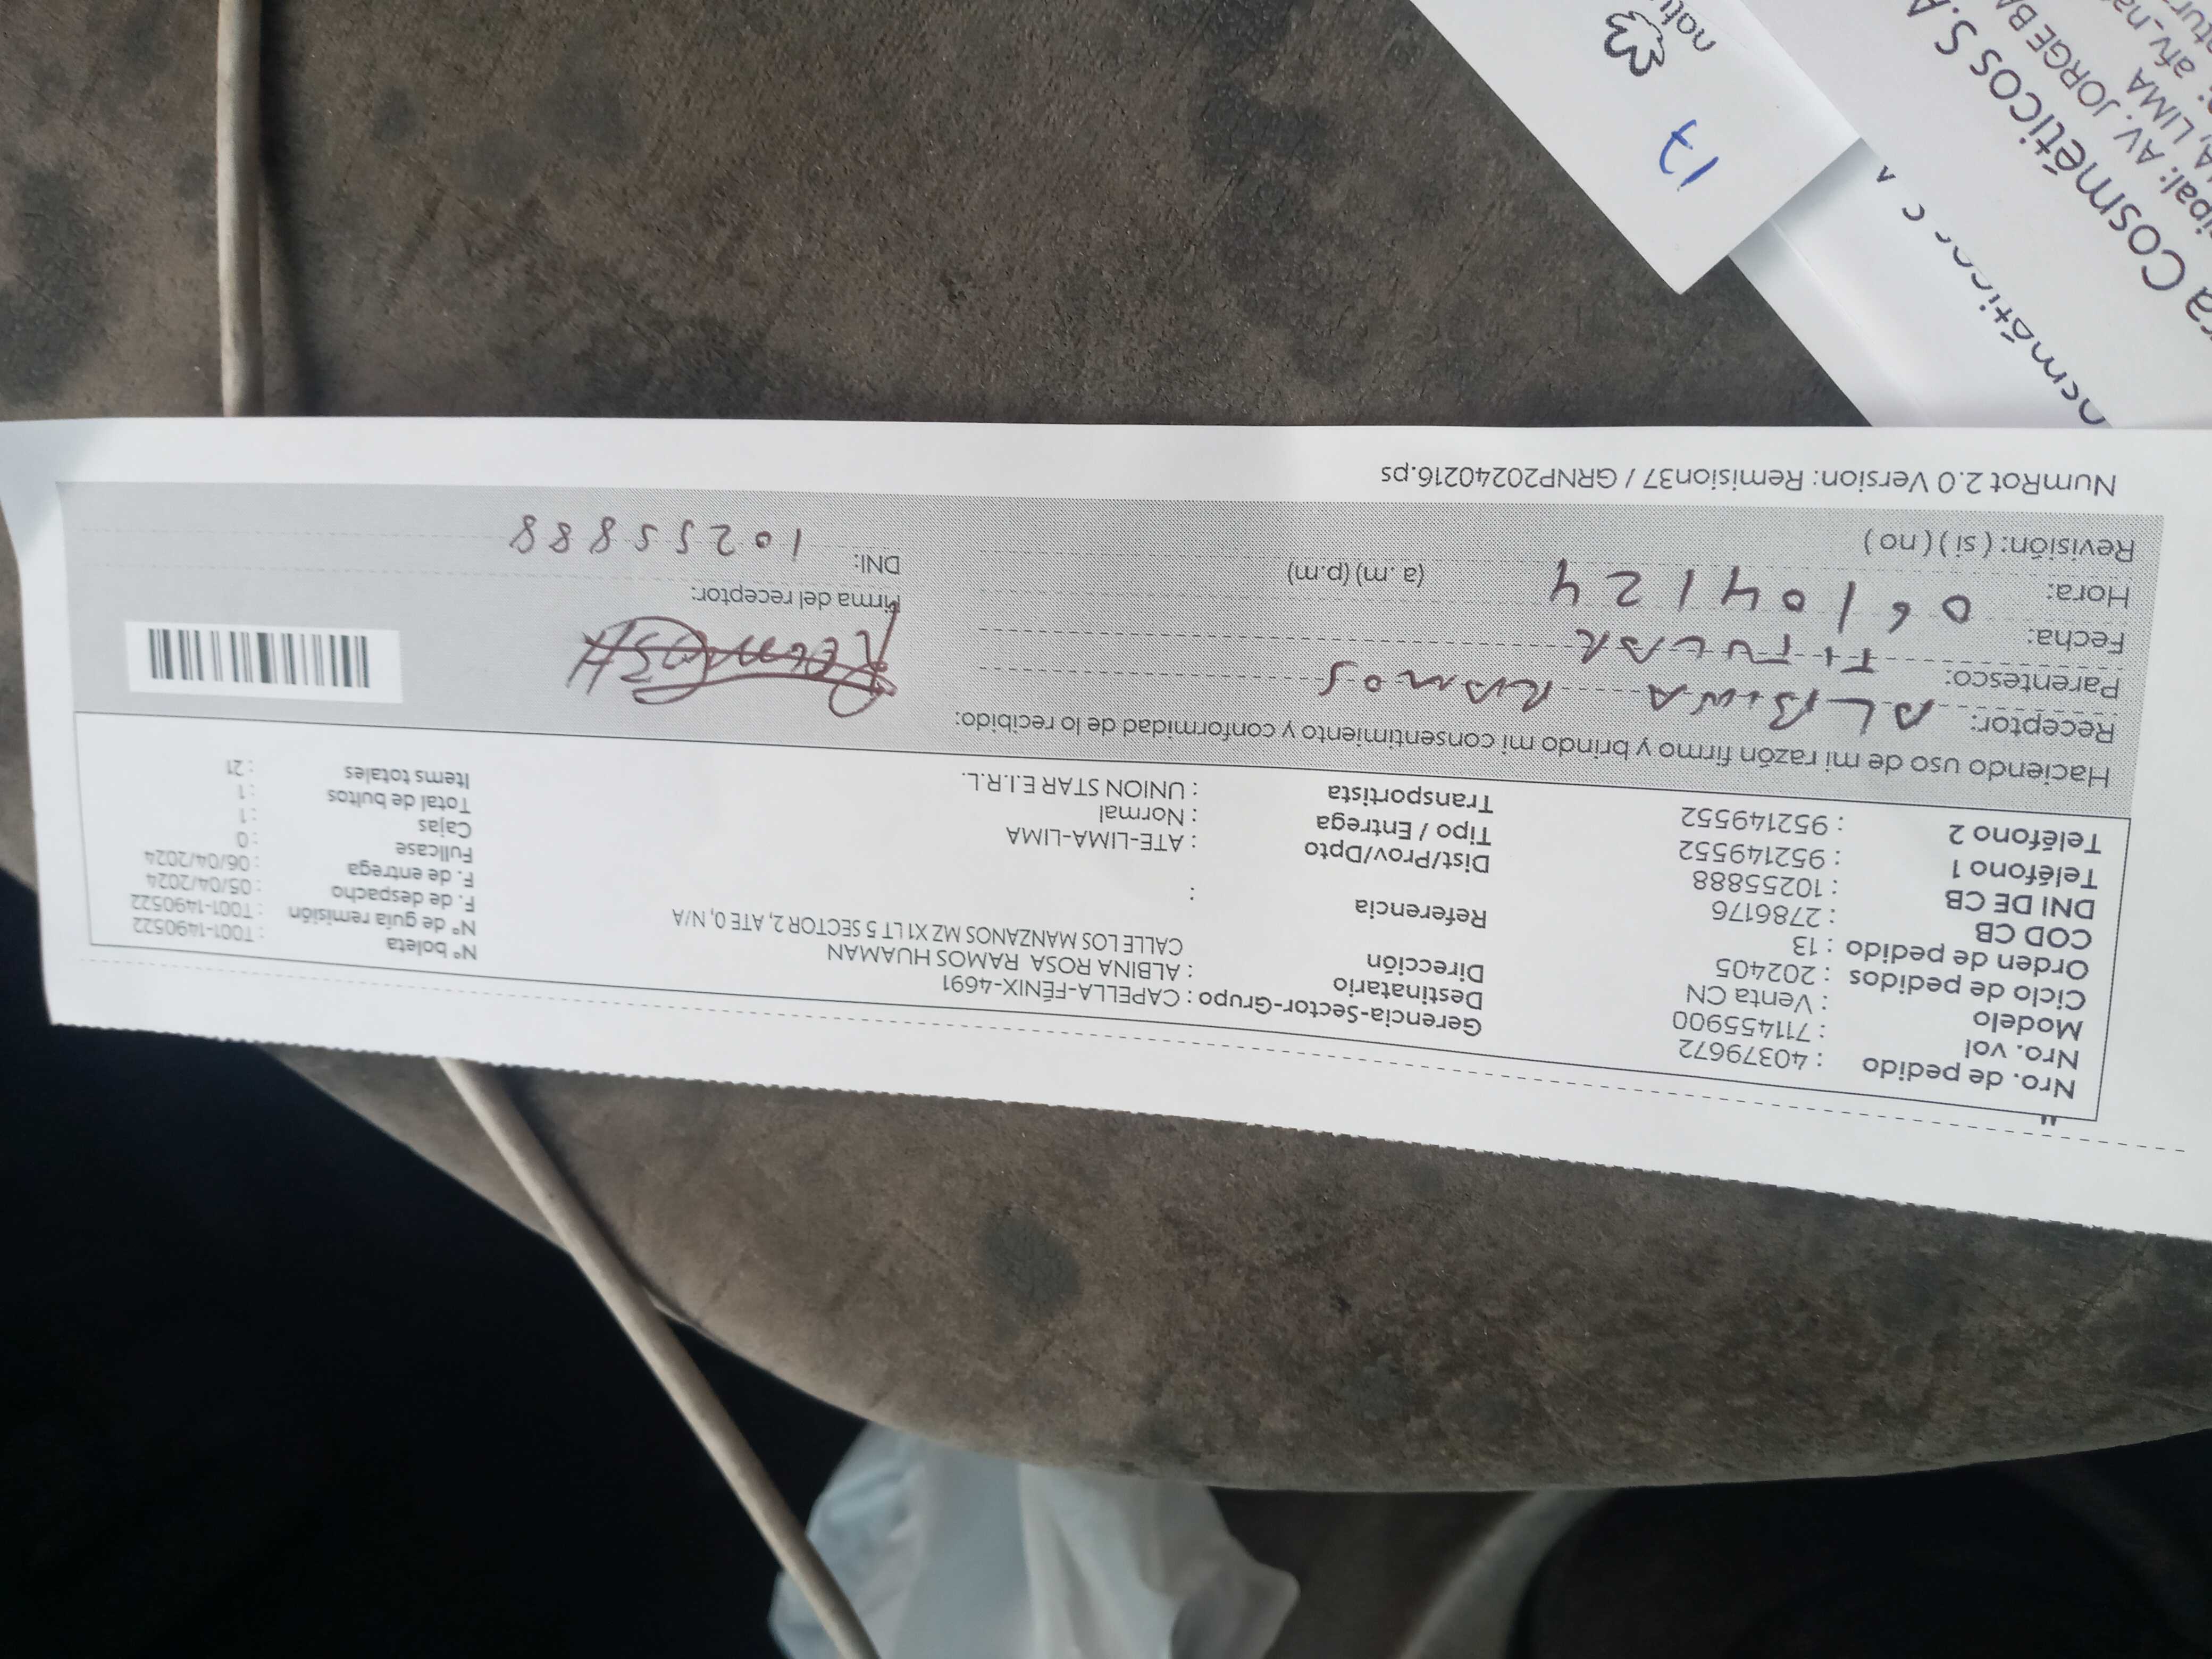 Nro. de pedido : 40379672
Nro. vol : 711455900
Modelo : Venta CN
Ciclo de pedidos : 202405
Orden de pedido : 13
COD CB : 2786176
DNI DE CB : 10255888
Teléfono 1 : 952149552
Teléfono 2 : 952149552
Gerencia-Sector-Grupo : CAPELLA-FÉNIX-4691
Destinatario : ALBINA ROSA RAMOS HUAMAN
Dirección CALLE LOS MANZANOS MZ X1 LT 5 SECTOR 2, ATE 0, N/A
Referencia :
Dist/Prov/Dpto : ATE-LIMA-LIMA
Tipo / Entrega : Normal
Transportista : UNION STAR E.I.R.L.
N° boleta : T001-1490522
N° de guía remisión : T001-1490522
F. de despacho : 05/04/2024
F. de entrega : 06/04/2024
Fullcase : 0
Cajas : 1
Total de bultos : 1
Items totales : 21
Haciendo uso de mi razón firmo y brindo mi consentimiento y conformidad de lo recibido:
Receptor: ALBINA RAMOS
Parentesco: TITULAR
Fecha: 06/04/24
Hora: (a .m) (p.m)
Revisión: ( si ) ( no )
Firma del receptor:
DNI: 10255888
NumRot 2.0 Version: Remision37 / GRNP20240216.ps
17
Cosméticos S.A
AV. JORGE BA
LIMA